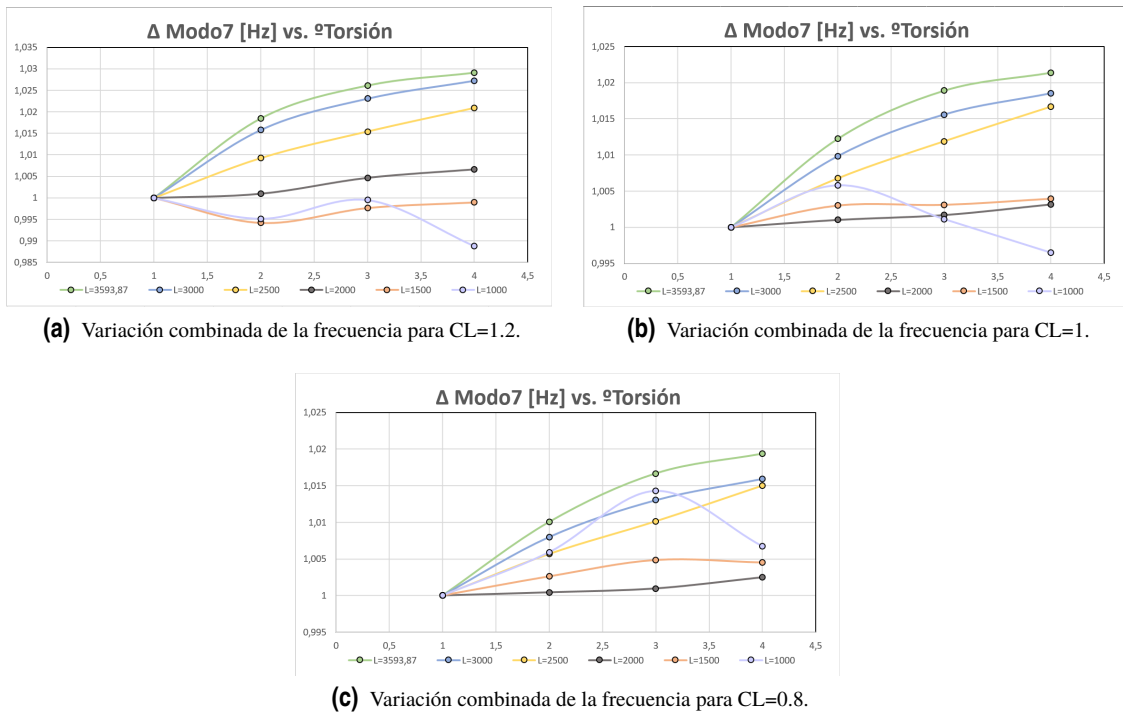 Δ Modo7 [Hz] vs. ºTorsión
1,035
1,03
1,025
1,02
1,015
1,01
1,005
1
0,995
0,99
0,985
0 0,5 1 1,5 2 2,5 3 3,5 4 4,5
L=3593,87 L=3000 L=2500 L=2000 L=1500 L=1000
(a) Variación combinada de la frecuencia para CL=1.2.
Δ Modo7 [Hz] vs. ºTorsión
1,025
1,02
1,015
1,01
1,005
1
0,995
0 0,5 1 1,5 2 2,5 3 3,5 4 4,5
L=3593,87 L=3000 L=2500 L=2000 L=1500 L=1000
(b) Variación combinada de la frecuencia para CL=1.
Δ Modo7 [Hz] vs. ºTorsión
1,025
1,02
1,015
1,01
1,005
1
0,995
0 0,5 1 1,5 2 2,5 3 3,5 4 4,5
L=3593,87 L=3000 L=2500 L=2000 L=1500 L=1000
(c) Variación combinada de la frecuencia para CL=0.8.